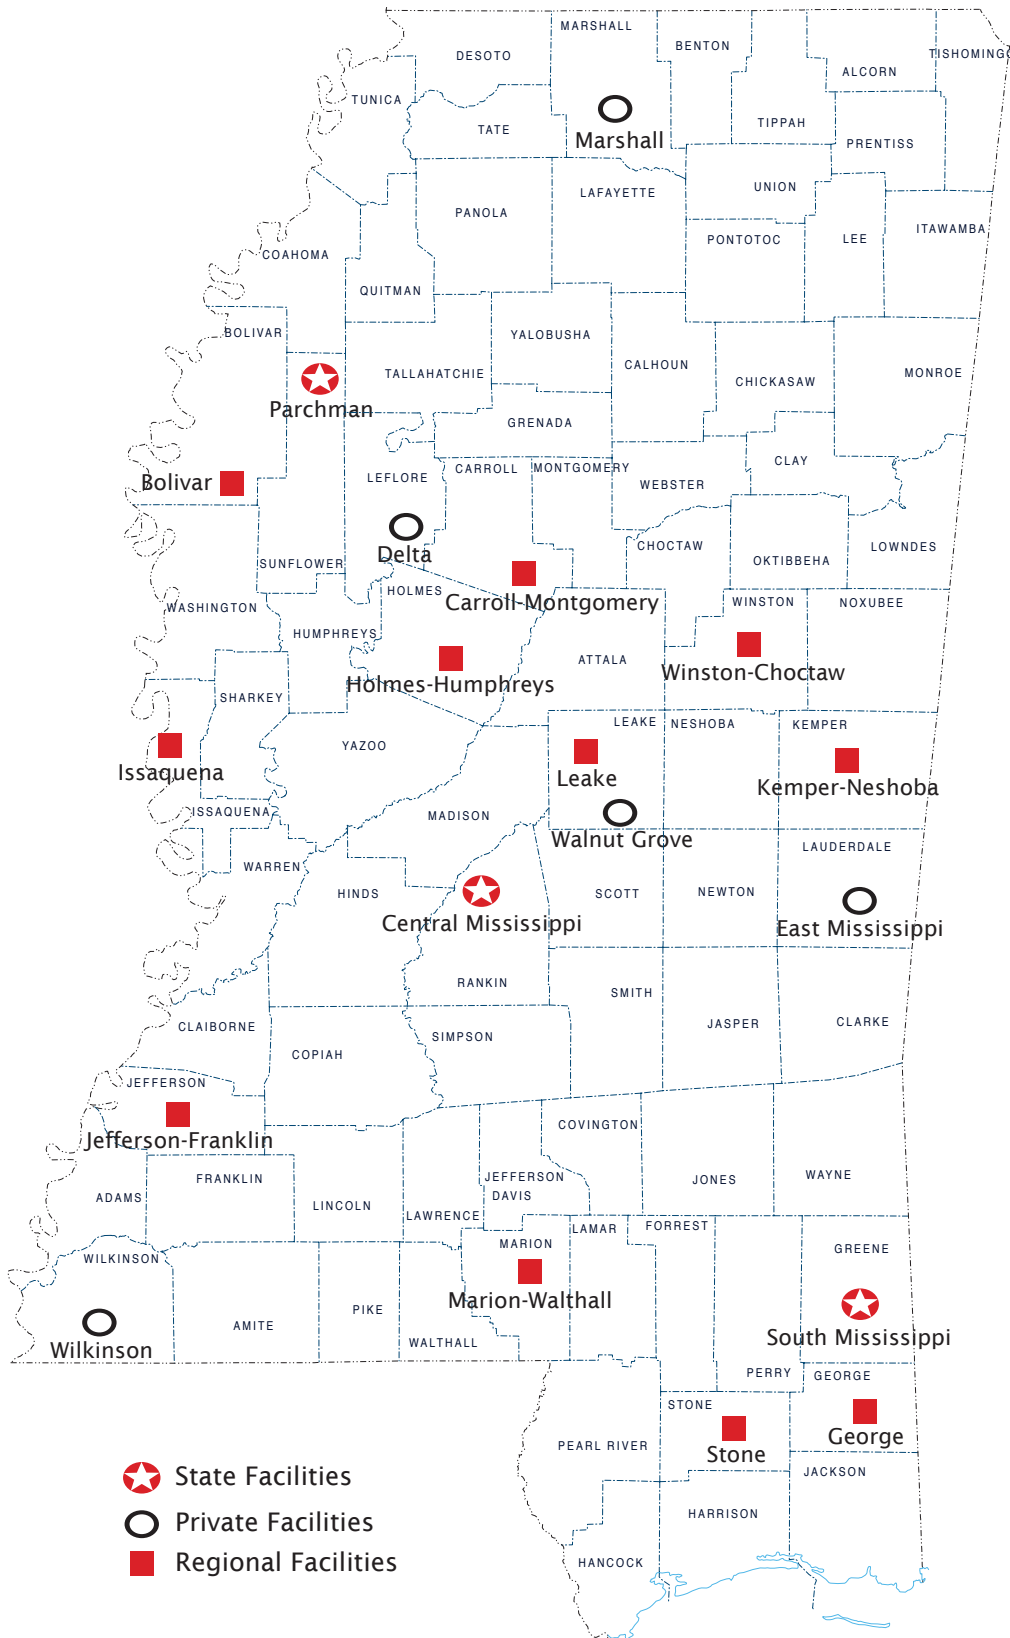 MARSHALL
BENTON
DESOTO
TISHOMINGO
ALCORN
TUNICA
TIPPAH
TATE
Marshall
PRENTISS
UNION
LAFAYETTE
PANOLA
ITAWAMBA
PONTOTOC
LEE
COAHOMA
QUITMAN
BOLIVAR
YALOBUSHA
CALHOUN
TALLAHATCHIE
MONROE
CHICKASAW
Parchman
GRENADA
CLAY
CARROLL
MONTGOMERY
LEFLORE
Bolivar
WEBSTER
CHOCTAW
LOWNDES
Delta
OKTIBBEHA
SUNFLOWER
HOLMES
Carroll-Montgomery
WINSTON
NOXUBEE
WASHINGTON
HUMPHREYS
ATTALA
Winston-Choctaw
Holmes-Humphreys
SHARKEY
LEAKE
NESHOBA
KEMPER
YAZOO
Issaquena
Leake
Kemper-Neshoba
ISSAQUENA
MADISON
Walnut Grove
LAUDERDALE
WARREN
HINDS
SCOTT
NEWTON
Central Mississippi
East Mississippi
RANKIN
SMITH
CLAIBORNE
SIMPSON
JASPER
CLARKE
COPIAH
JEFFERSON
COVINGTON
Jefferson-Franklin
FRANKLIN
JEFFERSON
DAVIS
JONES
WAYNE
ADAMS
LINCOLN
LAWRENCE
LAMAR
FORREST
MARION
GREENE
WILKINSON
Marion-Walthall
PIKE
AMITE
South Mississippi
WALTHALL
Wilkinson
PERRY
GEORGE
STONE
George
PEARL RIVER
Stone
JACKSON
State Facilities
HARRISON
Private Facilities
HANCOCK
Regional Facilities